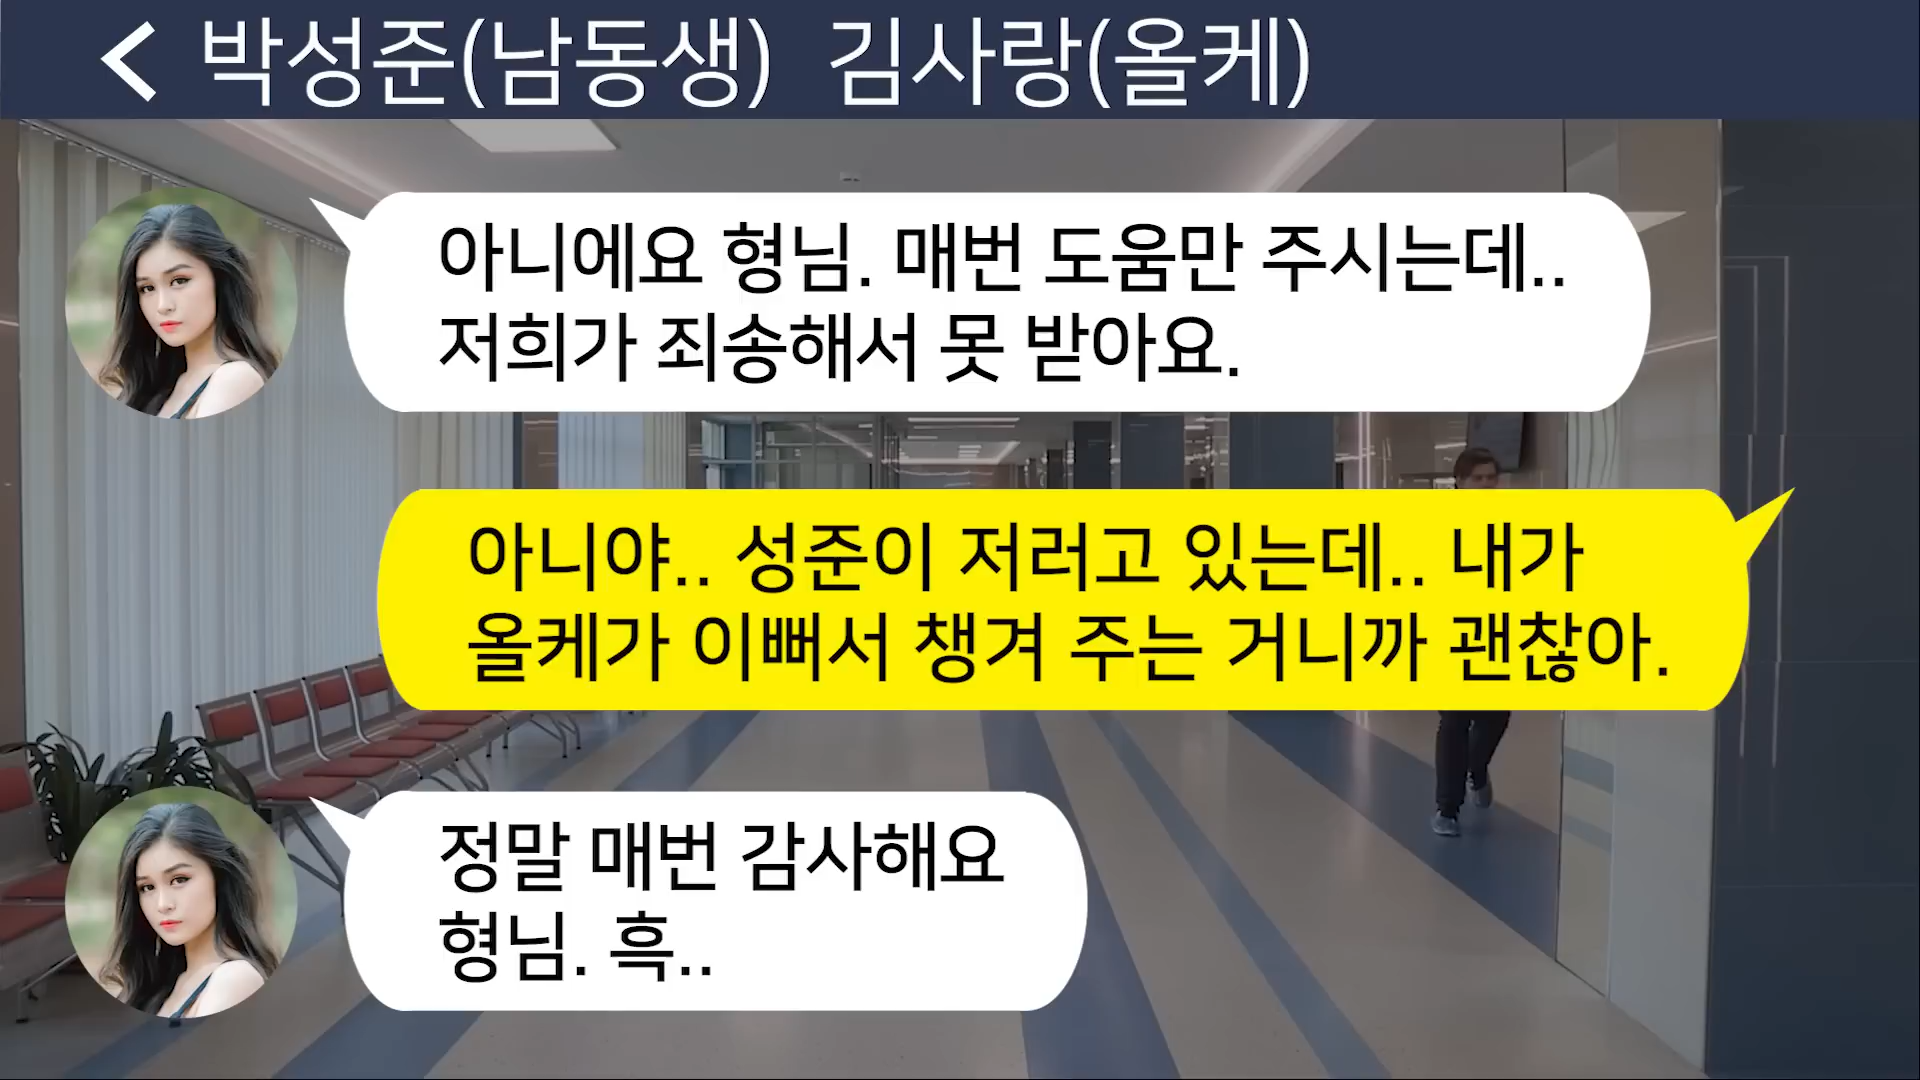 박성준(남동생) 김사랑(올케)
아니에요 형님. 매번 도움만 주시는데..
저희가 죄송해서 못 받아요.
아니야.. 성준이 저러고 있는데.. 내가
올케가 이뻐서 챙겨 주는 거니까 괜찮아.
정말 매번 감사해요
형님. 흑..